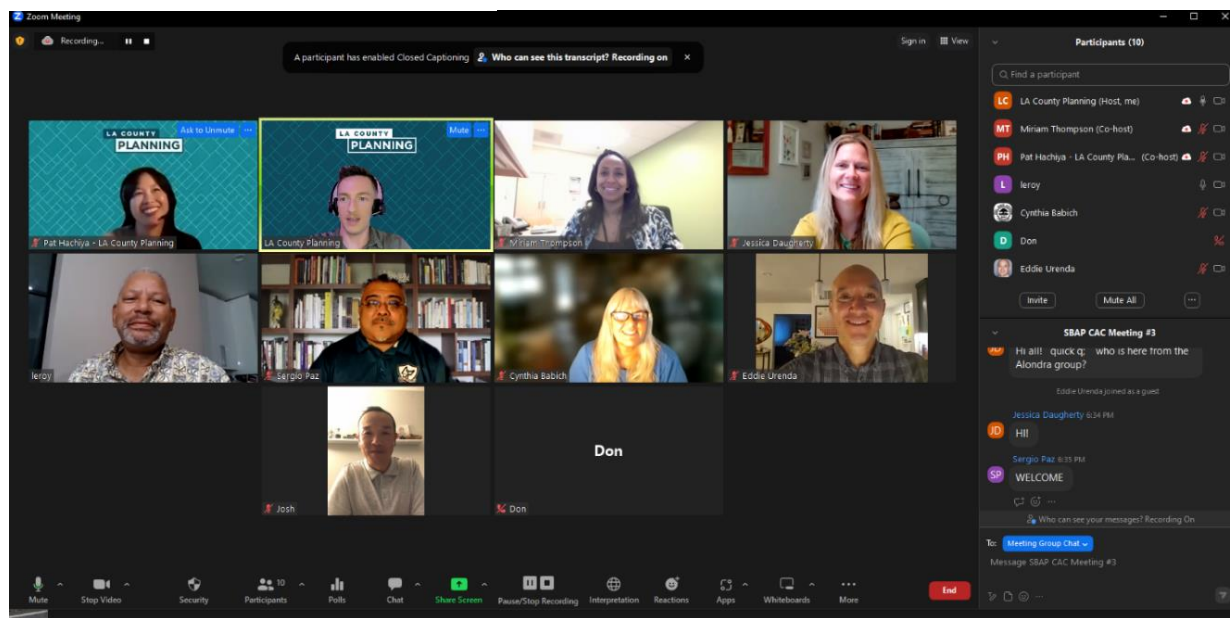 Zoom Meeting
Recording...
A participant has enabled Closed Captioning Who can see this transcript? Recording on
Sign in View
LA COUNTY
PLANNING
Ask to Unmute
Pat Hachiya - LA County Planning
LA COUNTY
PLANNING
Mute
LA County Planning
Miriam Thompson
Jessica Daugherty
leroy
Sergio Paz
Cynthia Babich
Eddie Urenda
Josh
Don
Don
Mute
Stop Video
Security
Participants
10
Polls
Chat
Share Screen
Pause/Stop Recording
Interpretation
Reactions
Apps
Whiteboards
More
End
Participants (10)
Find a participant
LC LA County Planning (Host, me)
MT Miriam Thompson (Co-host)
PH Pat Hachiya - LA County Pla... (Co-host)
L leroy
Cynthia Babich
D Don
Eddie Urenda
Invite
Mute All
SBAP CAC Meeting #3
JD Hi all! quick q; who is here from the
Alondra group?
Eddie Urenda joined as a guest
Jessica Daugherty 6:34 PM
JD HI!
Sergio Paz 6:35 PM
SP WELCOME
Who can see your messages? Recording On
To: Meeting Group Chat
Message SBAP CAC Meeting #3